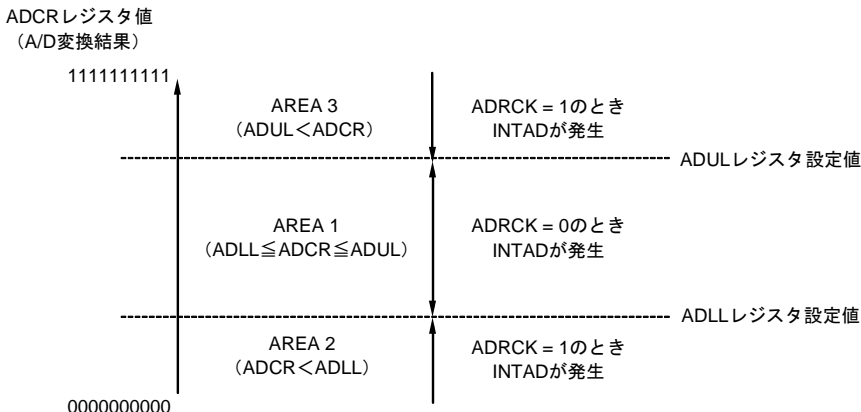 ADCRレジスタ値
（A/D変換結果）
1111111111
AREA 3
（ADUL＜ADCR）
ADRCK = 1のとき
INTADが発生
ADULレジスタ設定値
AREA 1
（ADLL≦ADCR≦ADUL）
ADRCK = 0のとき
INTADが発生
ADLLレジスタ設定値
AREA 2
（ADCR＜ADLL）
ADRCK = 1のとき
INTADが発生
0000000000